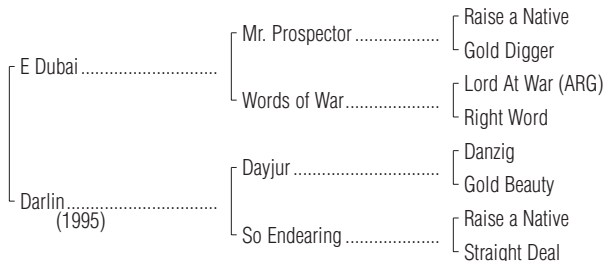 Raise a Native
Mr. Prospector ..................
Gold Digger
E Dubai .............................
Lord At War (ARG)
Words of War....................
Right Word
Danzig
Dayjur ...............................
Gold Beauty
Darlin................................
(1995)
Raise a Native
So Endearing ....................
Straight Deal